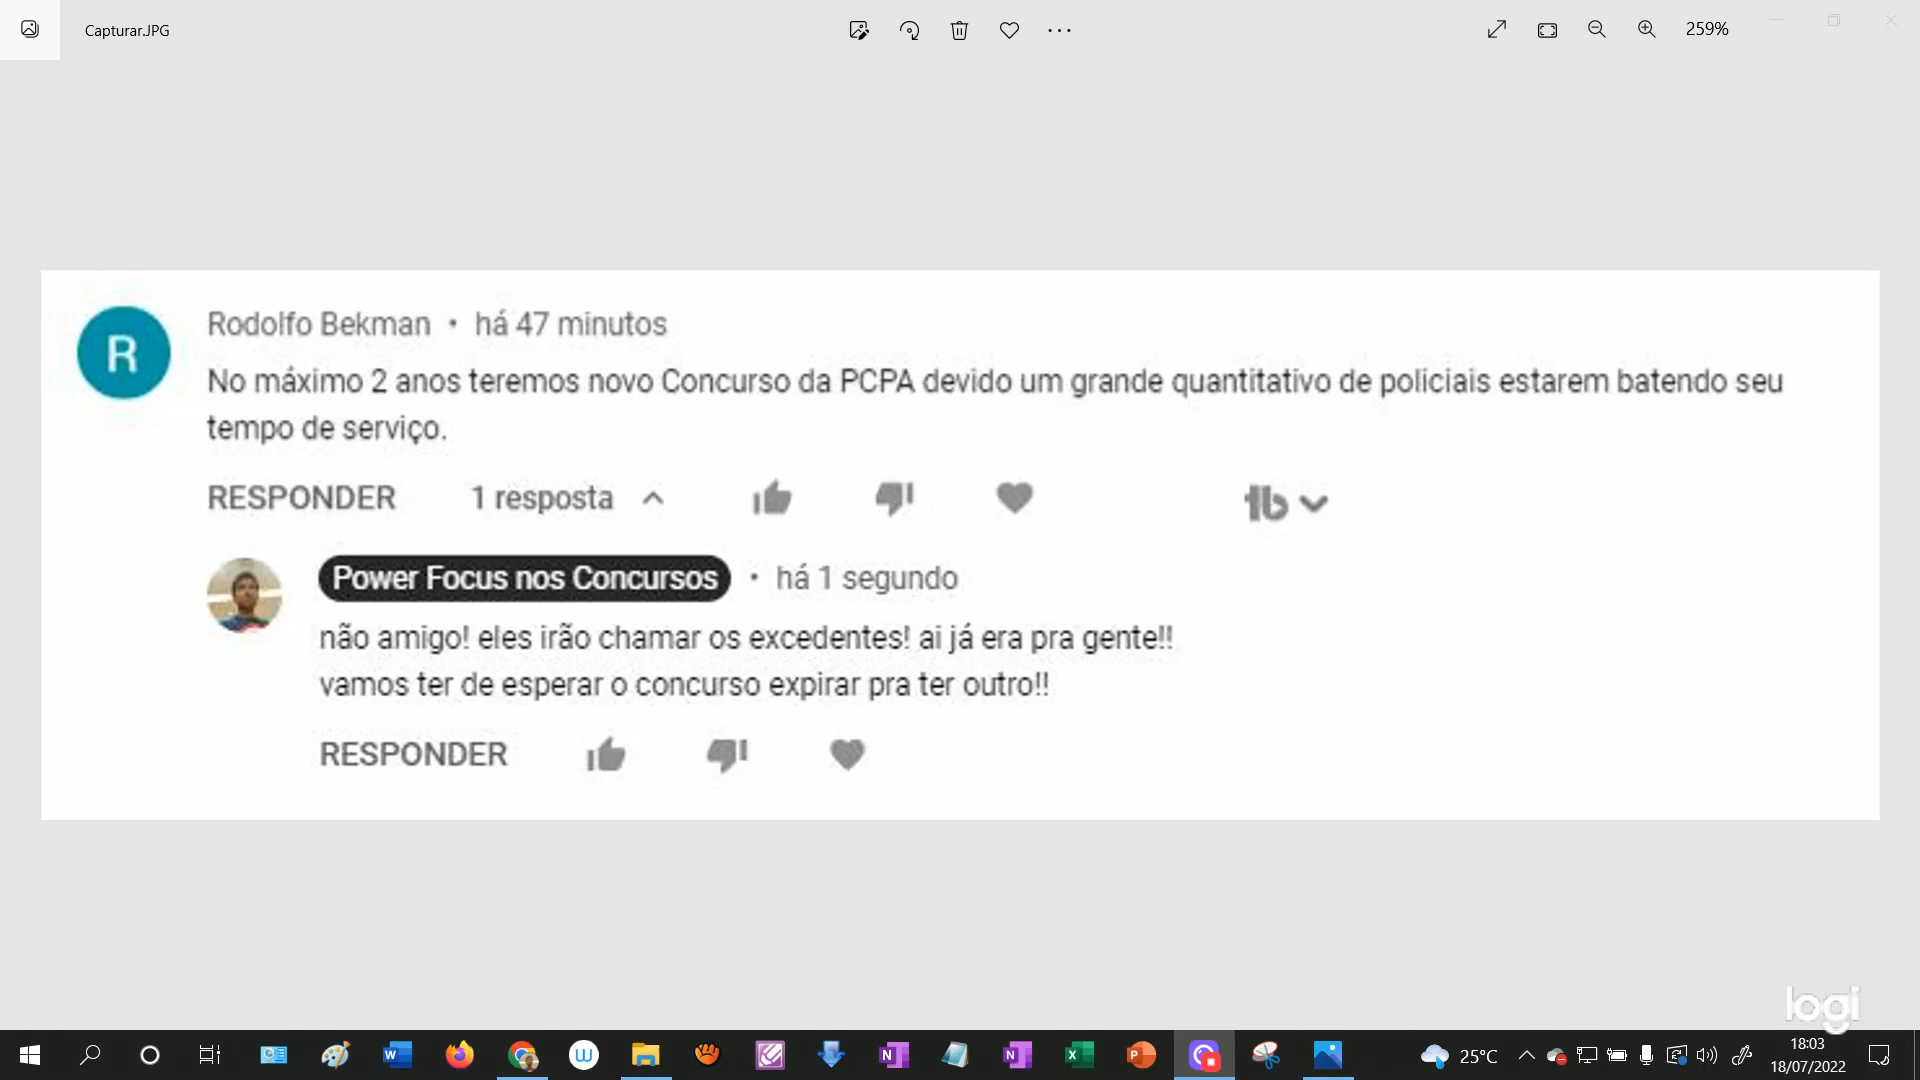 Capturar.JPG
259%
R
Rodolfo Bekman • há 47 minutos
No máximo 2 anos teremos novo Concurso da PCPA devido um grande quantitativo de policiais estarem batendo seu
tempo de serviço.
RESPONDER 1 resposta
Power Focus nos Concursos • há 1 segundo
não amigo! eles irão chamar os excedentes! ai já era pra gente!!
vamos ter de esperar o concurso expirar pra ter outro!!
RESPONDER
logi
25°C
18:03
18/07/2022